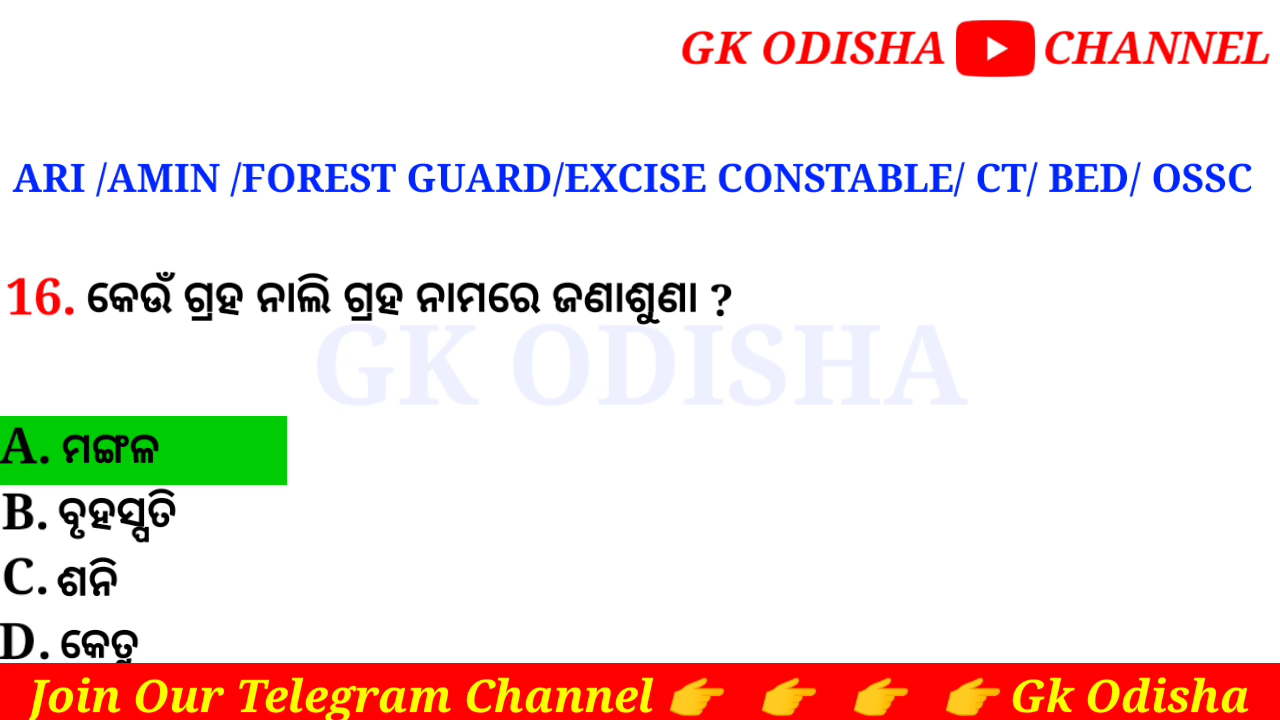 GK ODISHA CHANNEL
ARI /AMIN /FOREST GUARD/EXCISE CONSTABLE/ CT/ BED/ OSSC
16. କେଉଁ ଗ୍ରହ ନାଲି ଗ୍ରହ ନାମରେ ଜଣାଶୁଣା ?
GK ODISHA
A. ମଙ୍ଗଳ
B. ବୃହସ୍ପତି
C. ଶନି
D. କେତୁ
Join Our Telegram Channel 👉 👉 👉 👉 Gk Odisha